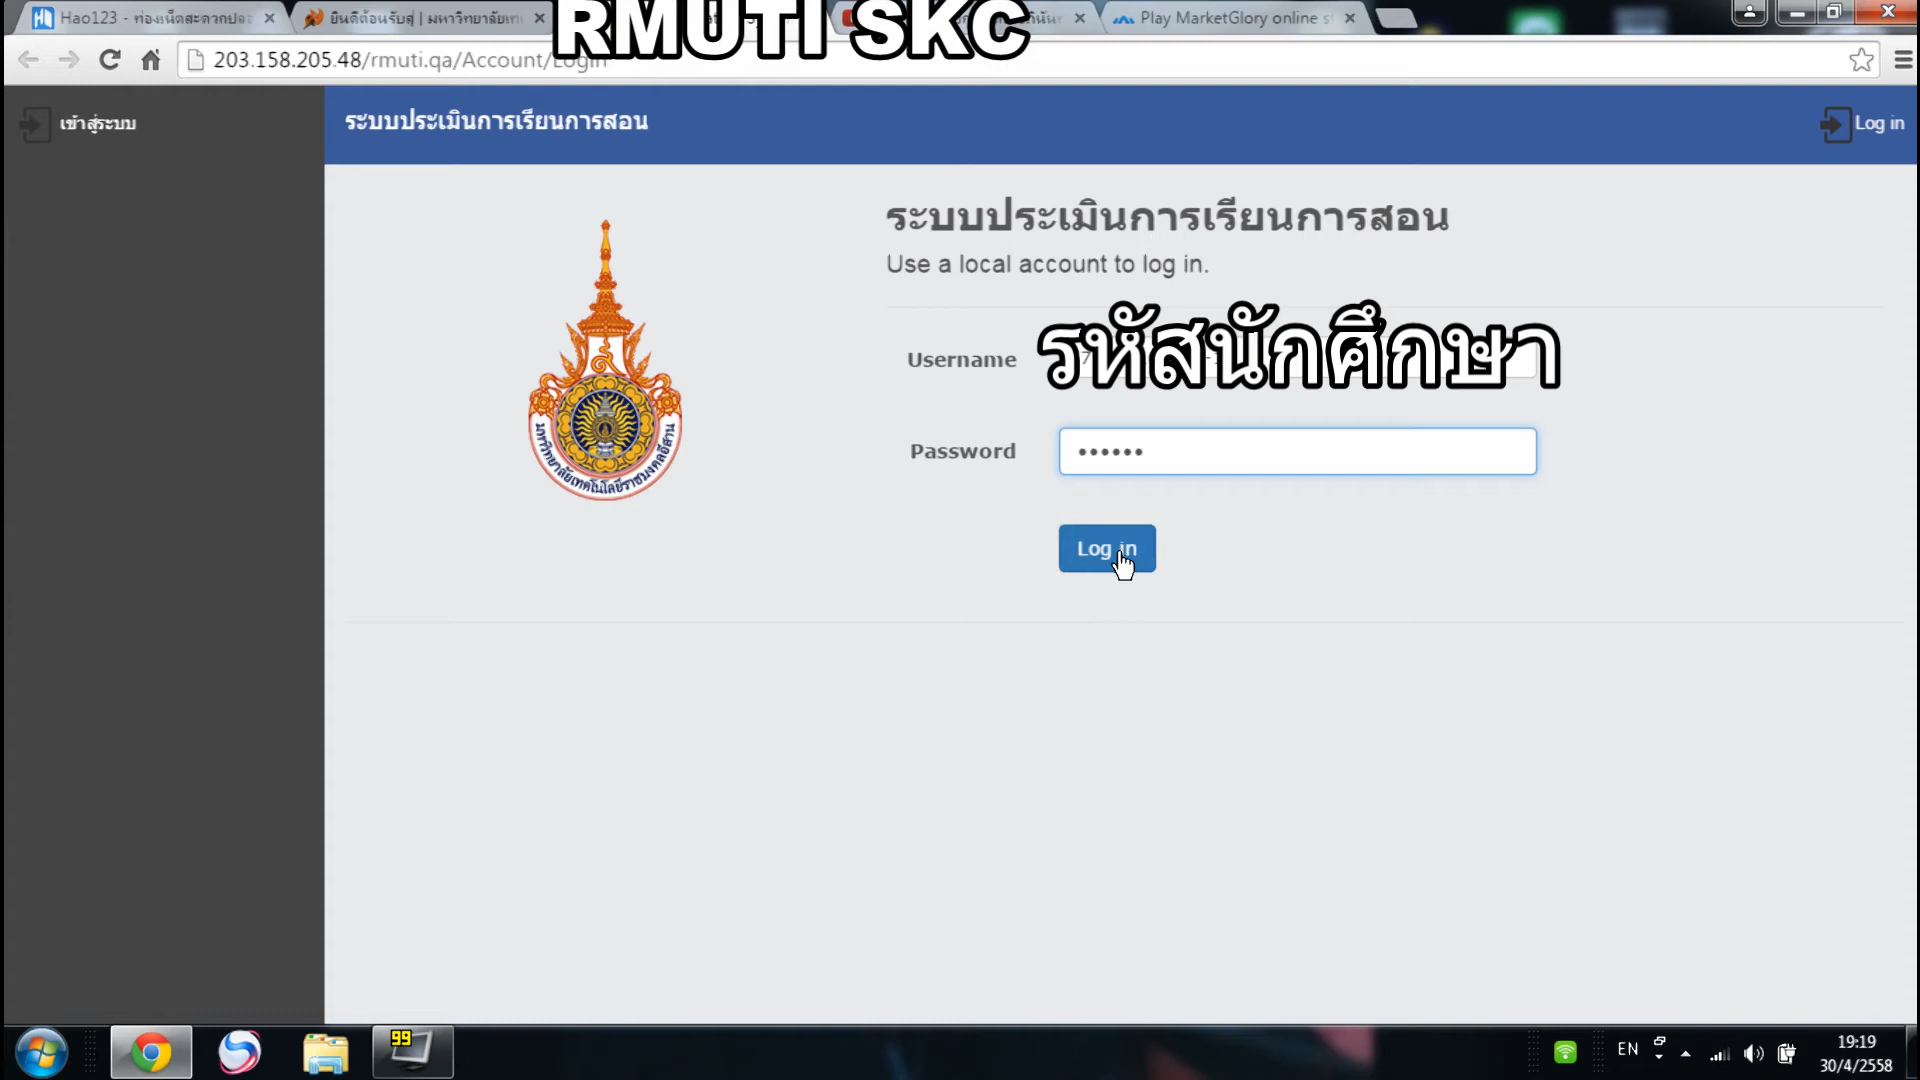 Hao123 - ท่องเน็ตสะดวกปลอ
ยินดีต้อนรับสู่ | มหาวิทยาลัยเท
Play MarketGlory online st
RMUTI SKC
203.158.205.48/rmuti.qa/Account/Login
เข้าสู่ระบบ
ระบบประเมินการเรียนการสอน
Log in
ระบบประเมินการเรียนการสอน
Use a local account to log in.
Username
รหัสนักศึกษา
Password
••••••
Log in
มหาวิทยาลัยเทคโนโลยีราชมงคลอีสาน
99
EN
19:19
30/4/2558